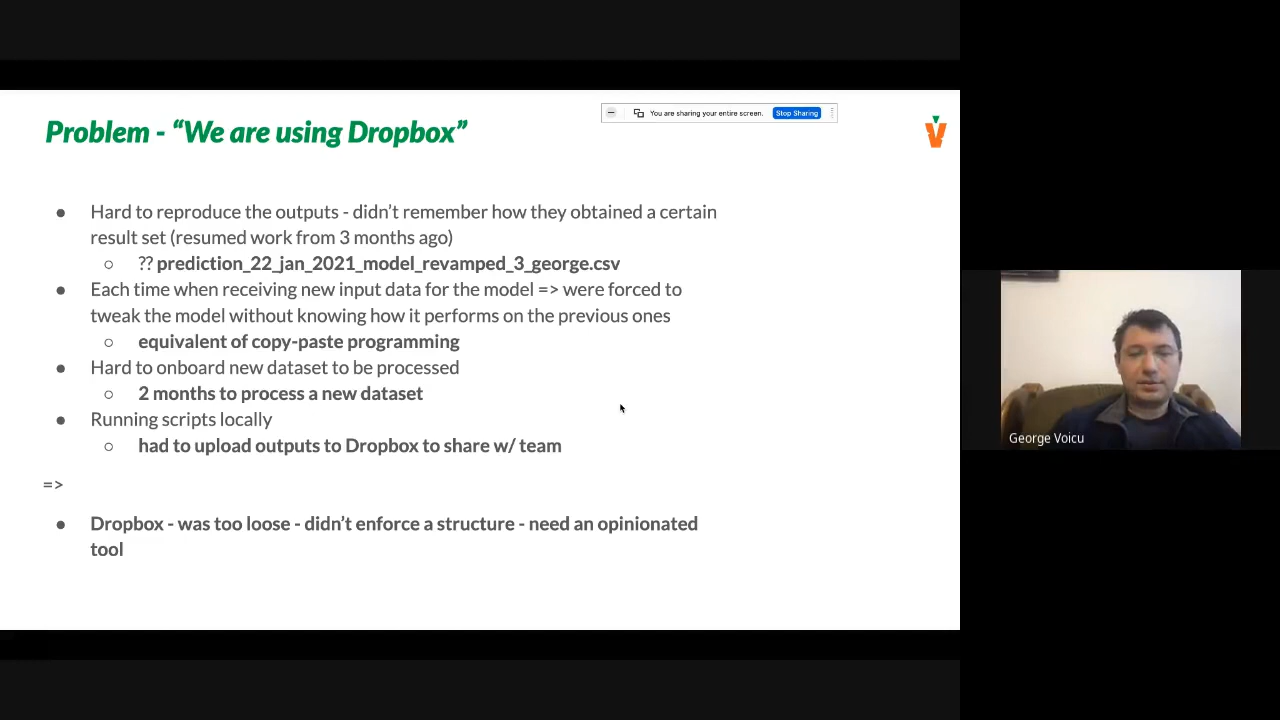 Problem - “We are using Dropbox”
You are sharing your entire screen.
Stop Sharing
● Hard to reproduce the outputs - didn’t remember how they obtained a certain
result set (resumed work from 3 months ago)
○ ?? prediction_22_jan_2021_model_revamped_3_george.csv
● Each time when receiving new input data for the model => were forced to
tweak the model without knowing how it performs on the previous ones
○ equivalent of copy-paste programming
● Hard to onboard new dataset to be processed
○ 2 months to process a new dataset
● Running scripts locally
○ had to upload outputs to Dropbox to share w/ team
=>
● Dropbox - was too loose - didn’t enforce a structure - need an opinionated
tool
George Voicu